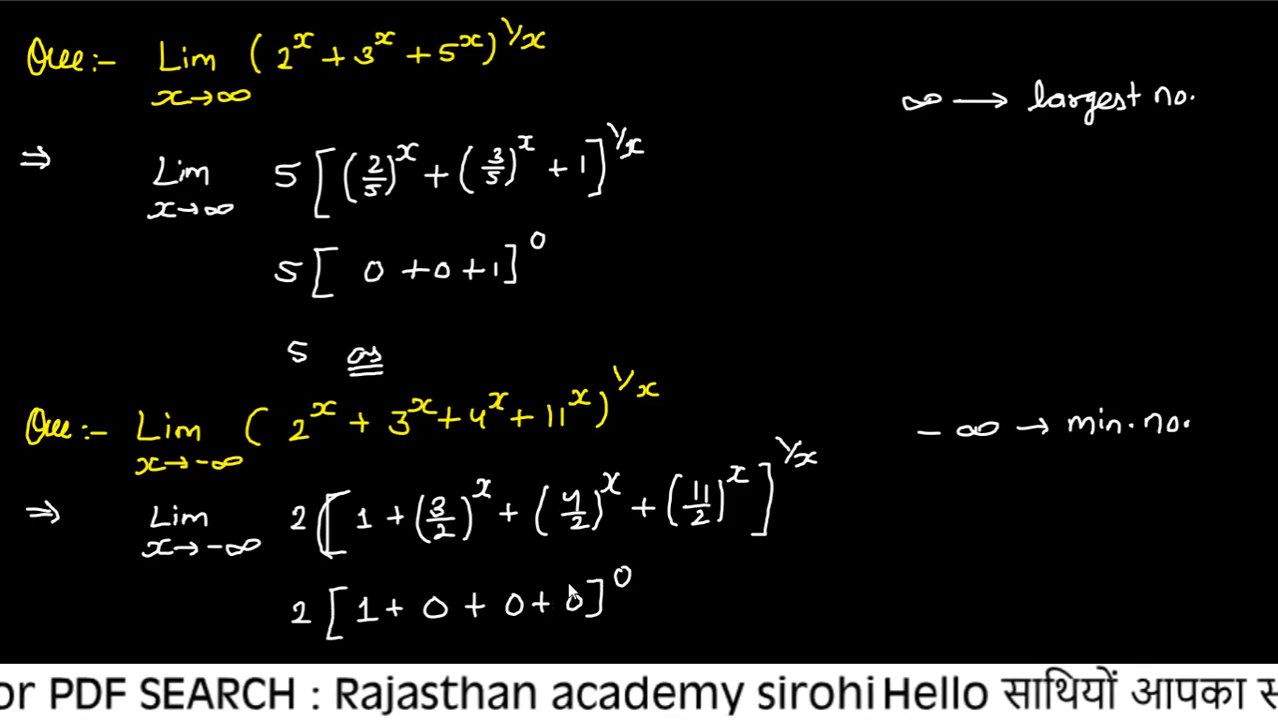 Que:- Lim x→∞ (2^x + 3^x + 5^x)^1/x
∞ → largest no.
⇒ Lim x→∞ 5[(2/5)^x + (3/5)^x + 1]^1/x
5[0 + 0 + 1]^0
5 as
Que:- Lim x→-∞ (2^x + 3^x + 4^x + 11^x)^1/x
- ∞ → min. no.
⇒ Lim x→-∞ 2[1 + (3/2)^x + (4/2)^x + (11/2)^x]^1/x
2[1 + 0 + 0 + 0]^0
or PDF SEARCH : Rajasthan academy sirohi Hello साथियों आपका स